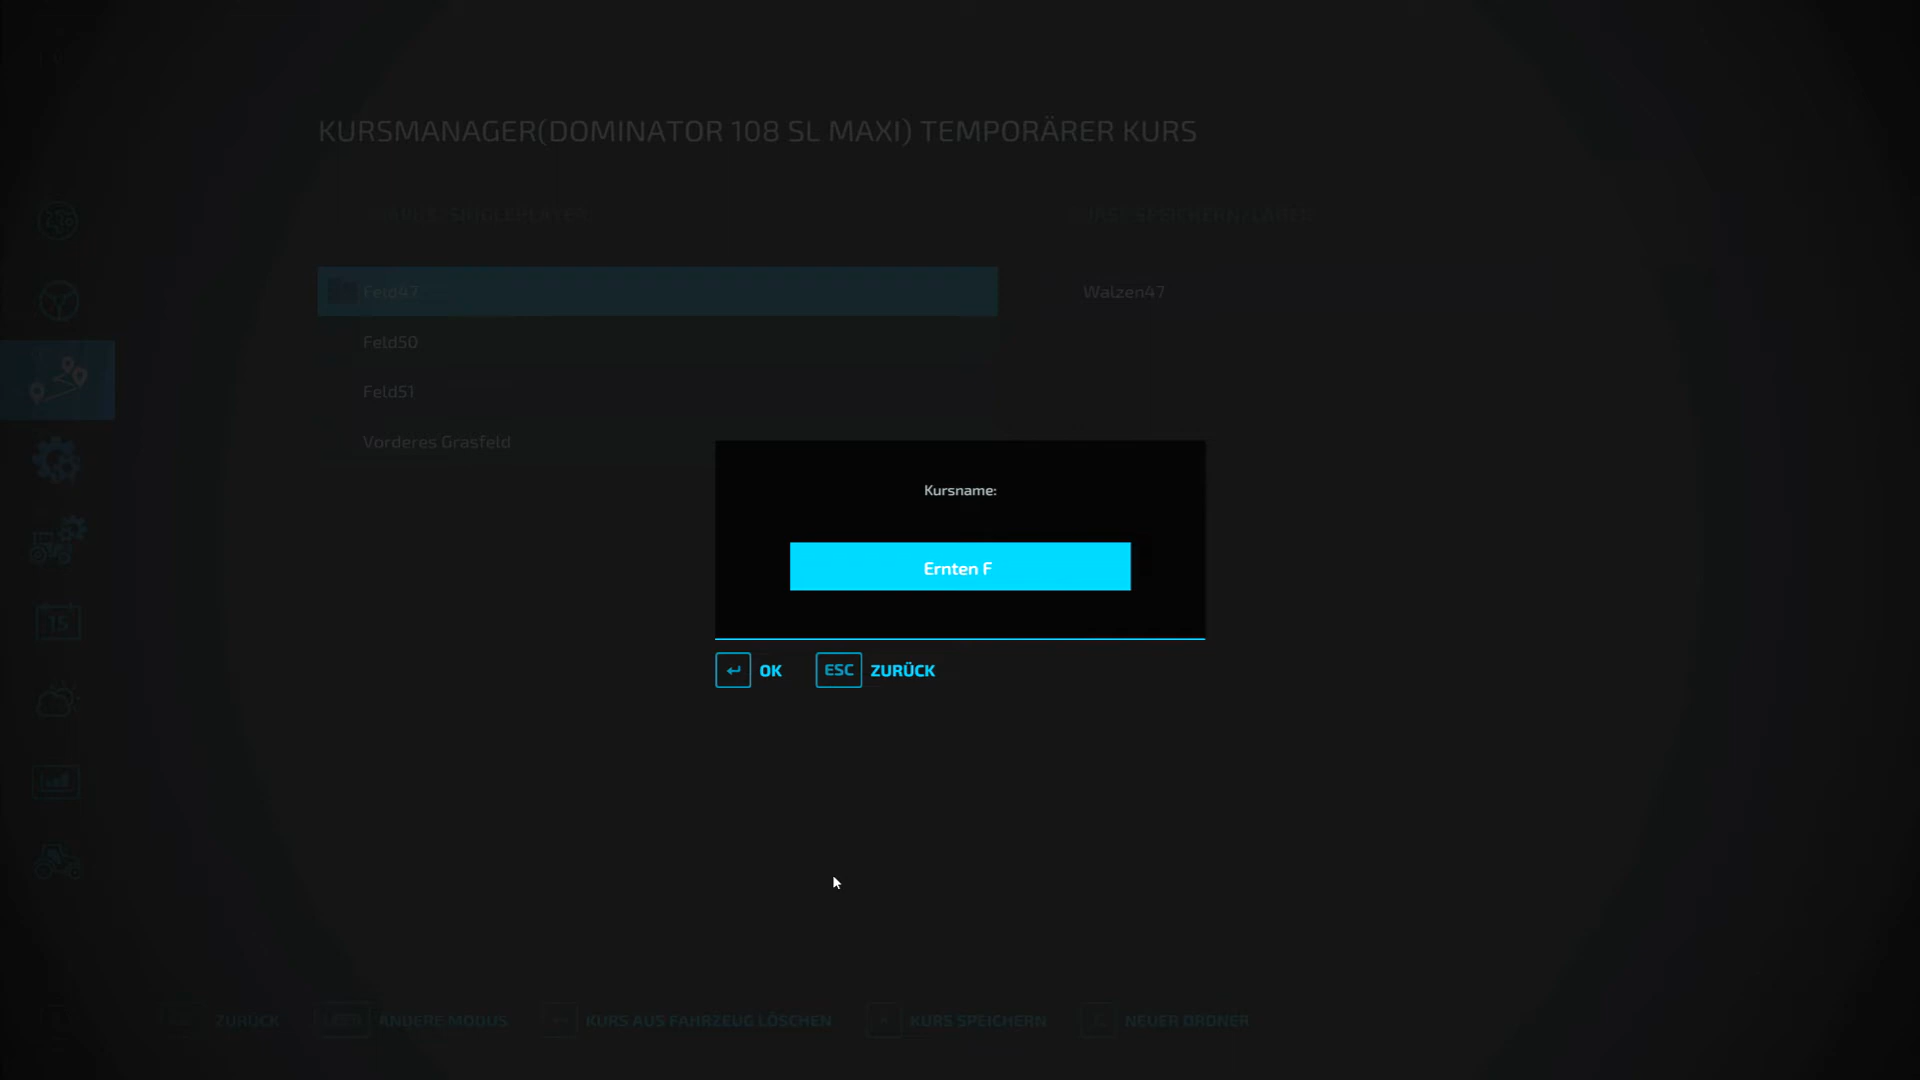 KURSMANAGER(DOMINATOR 108 SL MAXI) TEMPORÄRER KURS
Feld47
Walzen47
Feld50
Feld51
Vorderes Grasfeld
Kursname:
Ernten F
OK
ESC ZURÜCK
15
ZURÜCK
ÄNDERE MODUS
KURS AUS FAHRZEUG LÖSCHEN
KURS SPEICHERN
NEUER ORDNER